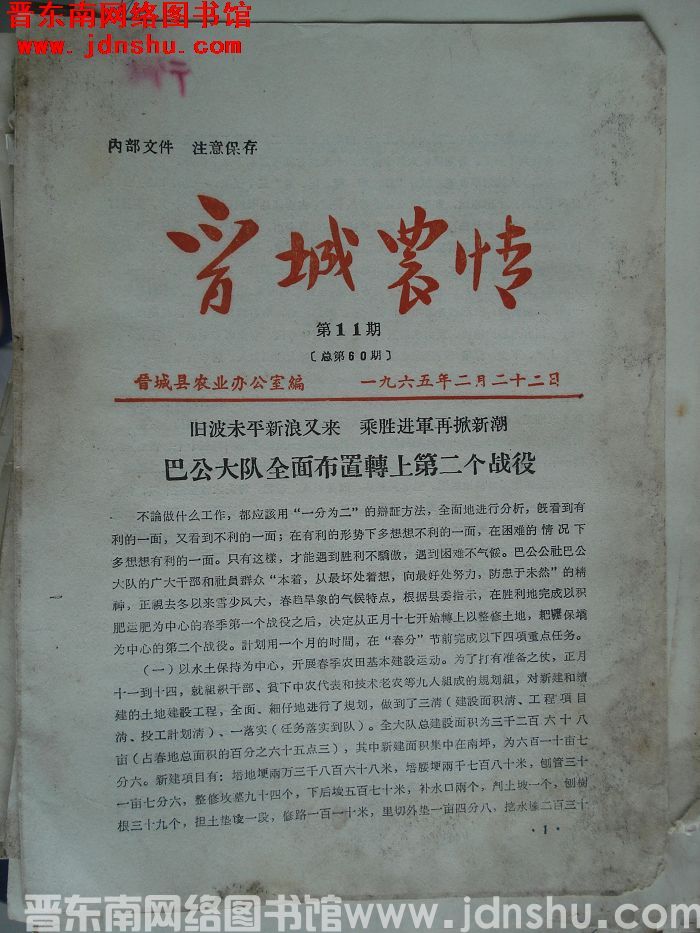 晋东南网络图书馆
www.jdnshu.com
內部文件　注意保存
晋城農情
第11期
〔总第60期〕
晋城县农业办公室編　一九六五年二月二十二日
旧波未平新浪又来　乘胜进軍再掀新潮
巴公大队全面布置轉上第二个战役
不論做什么工作，都应該用“一分为二”的辯証方法，全面地进行分析，旣看到有
利的一面，又看到不利的一面；在有利的形势下多想想不利的一面，在困难的情况下
多想想有利的一面。只有这樣，才能遇到胜利不驕傲，遇到困难不气餒。巴公公社巴公
大队的广大干部和社員群众“本着，从最坏处着想，向最好处努力，防患于未然”的精
神，正視去冬以来雪少风大，春趋旱象的气候特点，根据县委指示，在胜利地完成以积
肥运肥为中心的春季第一个战役之后，决定从正月十七开始轉上以整修土地，耙耱保墒
为中心的第二个战役。計划用一个月的时間，在“春分”节前完成以下四項重点任务。
（一）以水土保持为中心，开展春季农田基本建設运动。为了打有准备之仗，正月
十一到十四，就組织干部、贫下中农代表和技术老农等九人組成的規划組，对新建和續
建的土地建設工程，全面、細仔地进行了規划，做到了三淸（建設面积淸、工程項目
淸、投工計划淸）、一落实（任务落实到队）。全大队总建設面积为三千二百六十八
亩（占春地总面积的百分之六十五点三），其中新建面积集中在南坪，为六百一十亩七
分六。新建項目有：培地埂兩万三千八百六十八米，培腰埂兩千七百八十米，刨管三十
一亩七分六，整修坟墓九十四个，下后埃五百七十米，补水口兩个，判土坡一个，刨樹
根三十九个，担土垫一段，修路一百一十米，里切外垫一亩四分八，挖水二百三十
·1·
晋东南网络图书馆 www.jdnshu.com